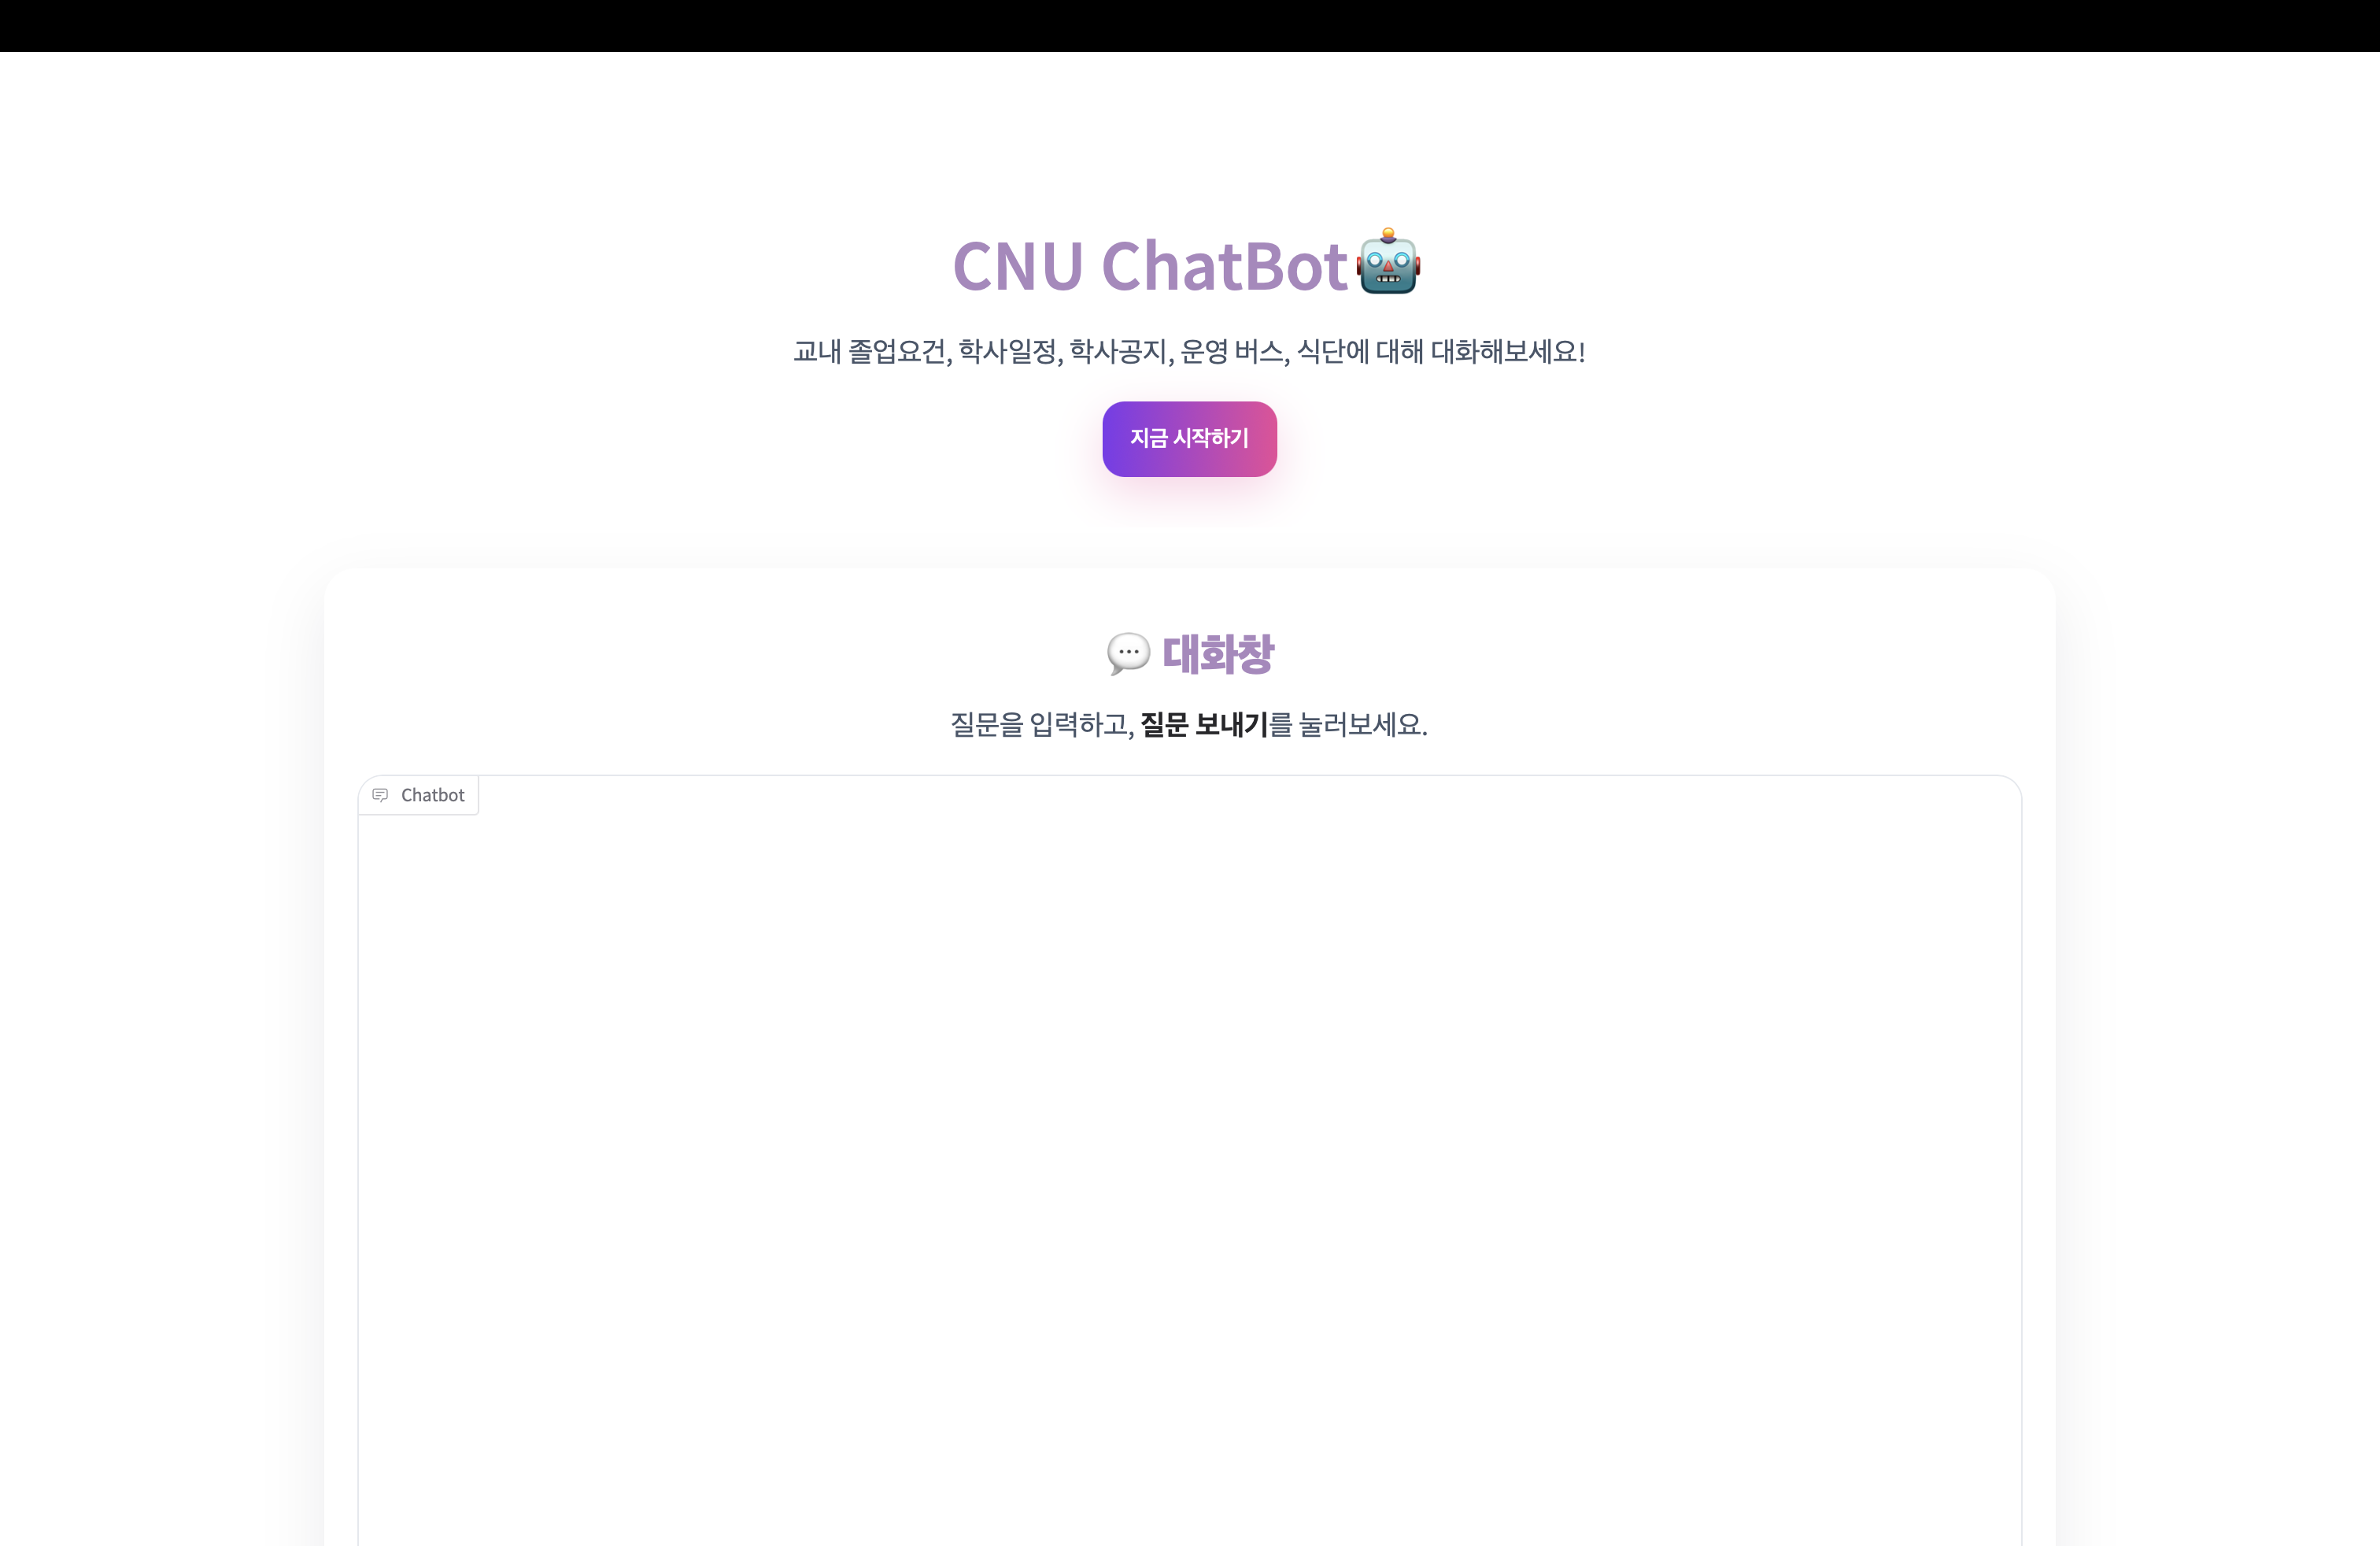 CNU ChatBot🤖
교내 졸업요건, 학사일정, 학사공지, 운영 버스, 식단에 대해 대화해보세요!
지금 시작하기
💬 대화창
질문을 입력하고, 질문 보내기를 눌러보세요.
Chatbot